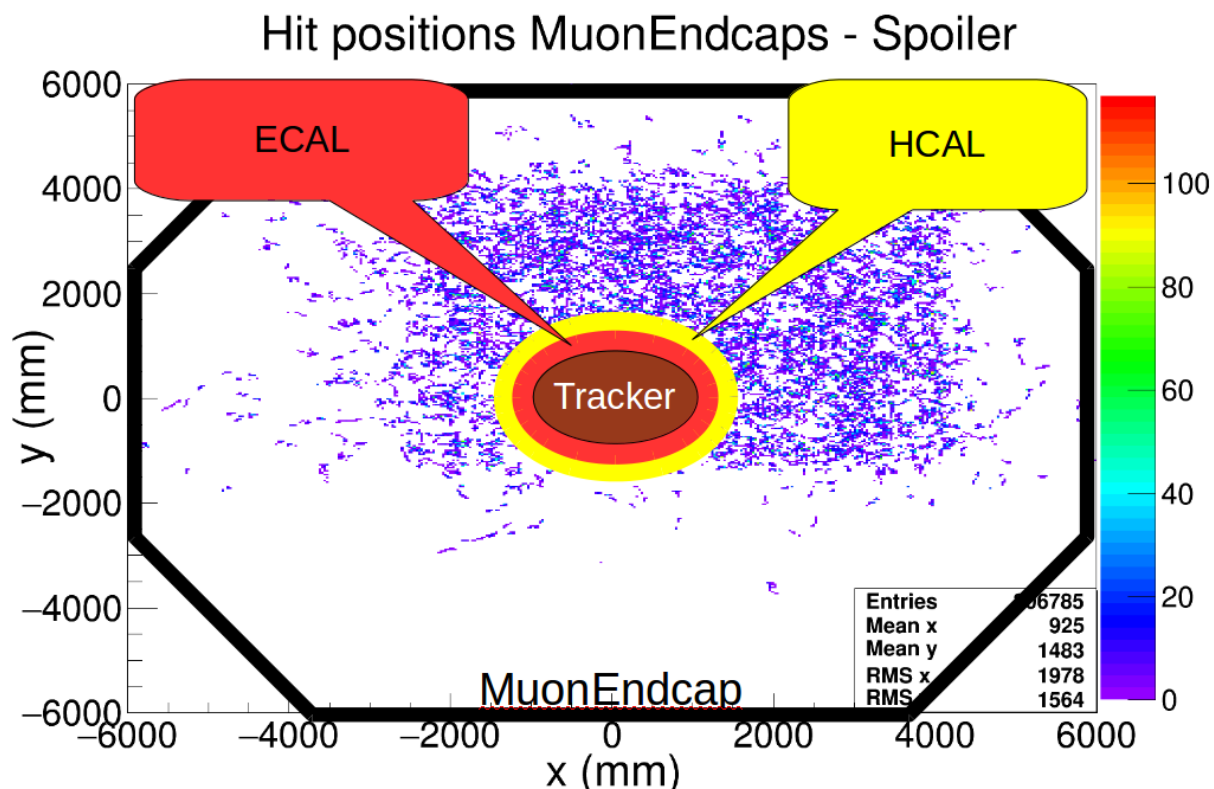 Hit positions MuonEndcaps - Spoiler
ECAL
HCAL
Tracker
MuonEndcap
6000
4000
2000
0
−2000
−4000
−6000
y (mm)
−6000 −4000 −2000 0 2000 4000 6000
x (mm)
100
80
60
40
20
0
Entries 06785
Mean x 925
Mean y 1483
RMS x 1978
RMS 1564